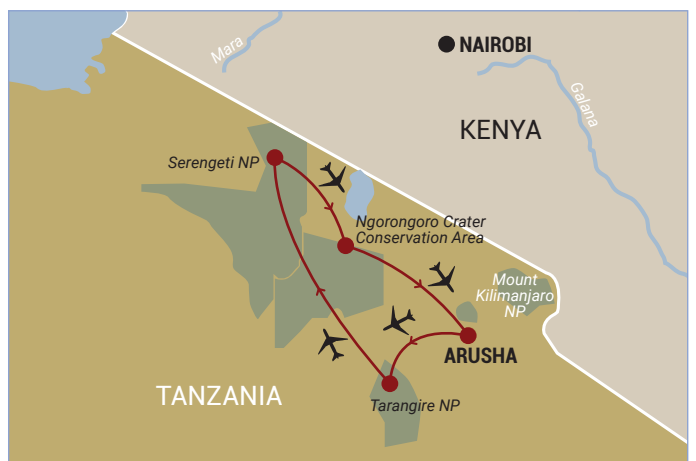 Mara
NAIROBI
Galana
KENYA
Serengeti NP
Ngorongoro Crater
Conservation Area
Mount
Kilimanjaro
NP
ARUSHA
TANZANIA
Tarangire NP